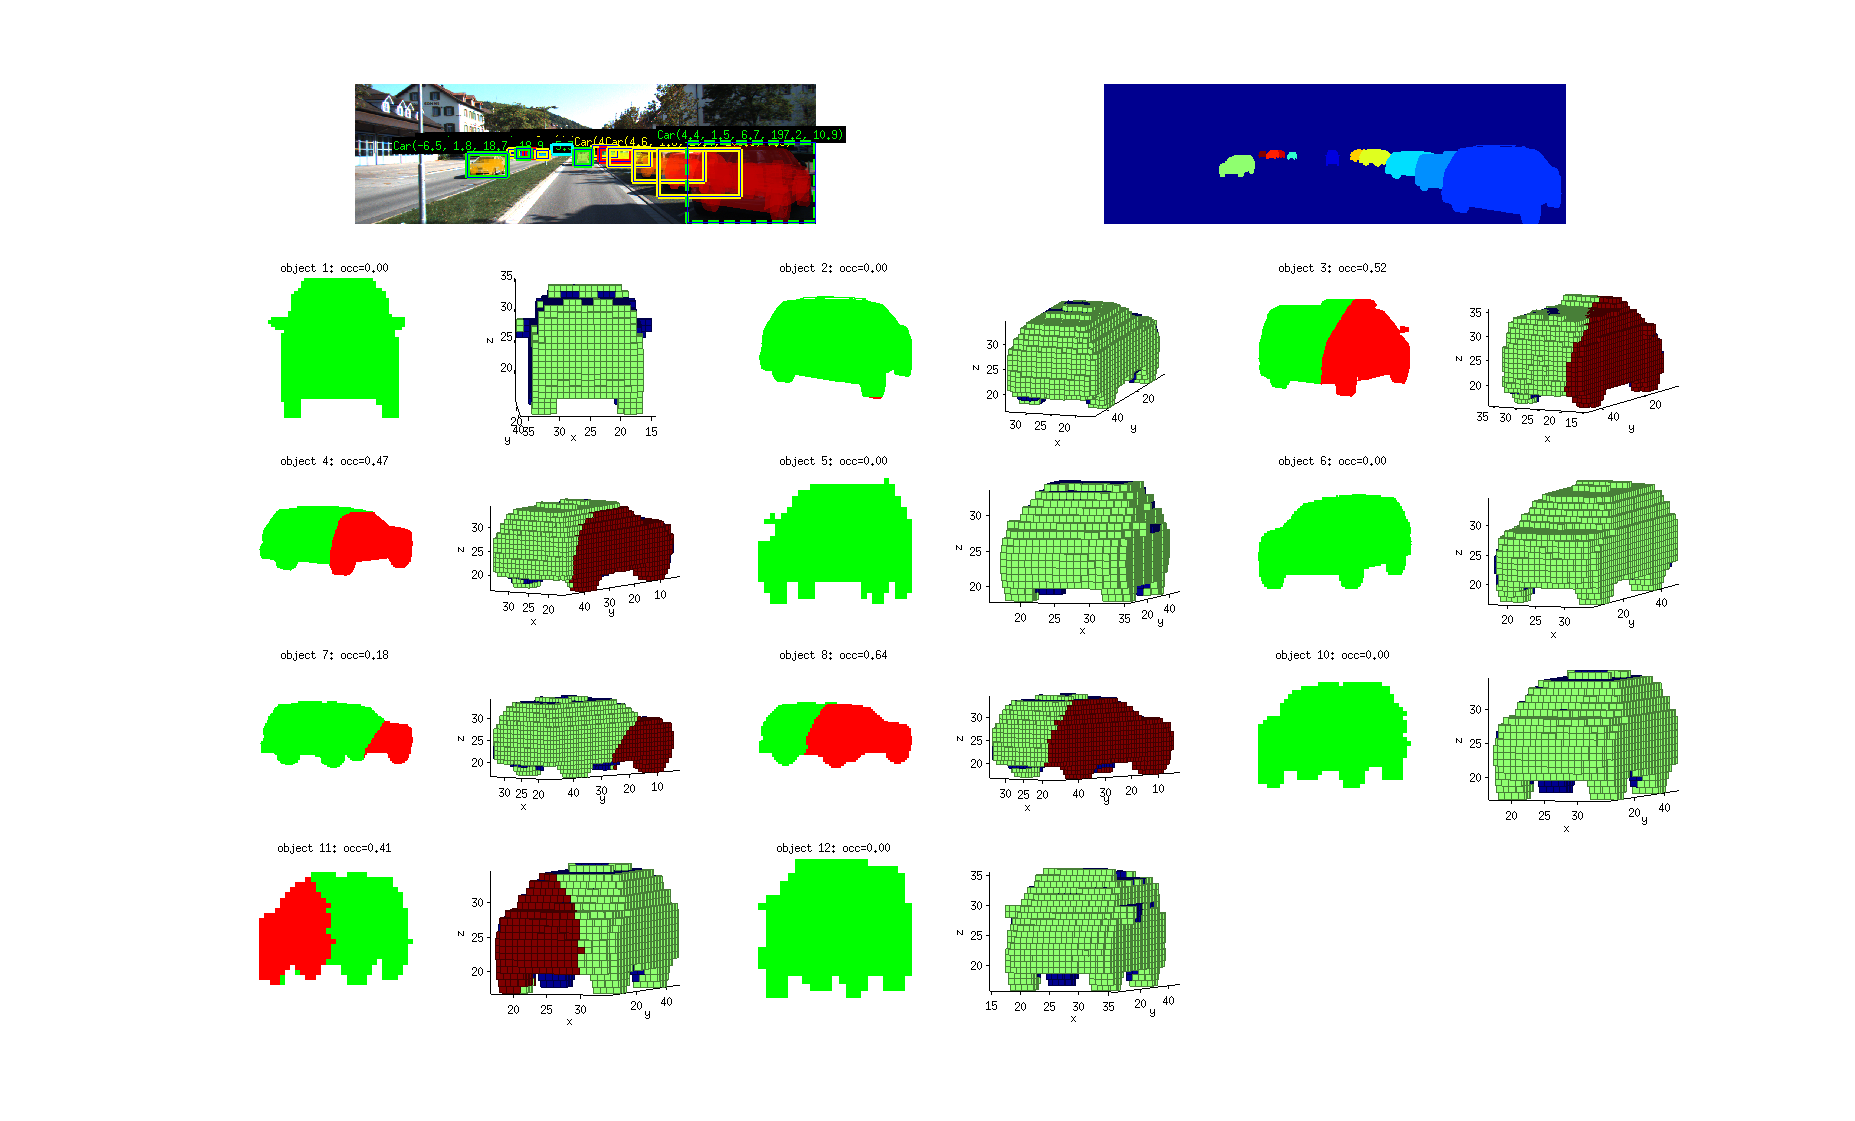 Car(-6.5, 1.8, 18.7
Car(4
Car(4.6,
Car(4.4, 1.5, 6.7, 197.2, 10.9)
object 1: occ=0.00
35
30
25
20
z
20
40
y
35 30 25 20 15
x
object 2: occ=0.00
30
25
20
z
30 25 20
x
40 20
y
object 3: occ=0.52
35
30
25
20
z
35 30 25 20 15
x
40 20
y
object 4: occ=0.47
30
25
20
z
30 25 20
x
40 30 20 10
y
object 5: occ=0.00
30
25
20
z
20 25 30 35
x
20 40
y
object 6: occ=0.00
30
25
20
z
20 25 30
x
20 40
y
object 7: occ=0.18
30
25
20
z
30 25 20
x
40 30 20 10
y
object 8: occ=0.64
30
25
20
z
30 25 20
x
40 30 20 10
y
object 10: occ=0.00
30
25
20
z
20 25 30
x
20 40
y
object 11: occ=0.41
30
25
20
z
20 25 30
x
20 40
y
object 12: occ=0.00
35
30
25
20
z
15 20 25 30 35
x
20 40
y